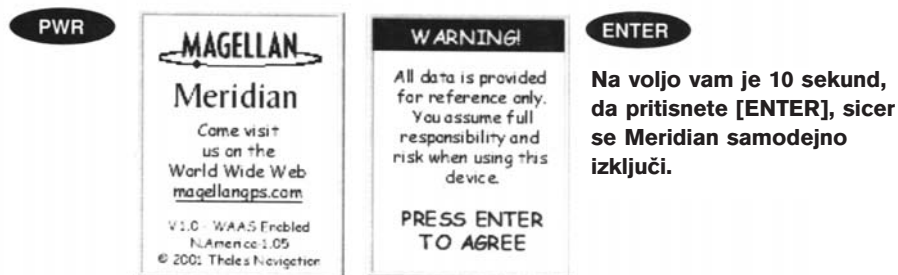 PWR
MAGELLAN
Meridian
Come visit
us on the
World Wide Web
magellangps.com
V1.0 - WAAS Enabled
N.America 1.05
© 2001 Thales Navigation
WARNING!
All data is provided
for reference only.
You assume full
responsibility and
risk when using this
device.
PRESS ENTER
TO AGREE
ENTER
Na voljo vam je 10 sekund,
da pritisnete [ENTER], sicer
se Meridian samodejno
izključi.